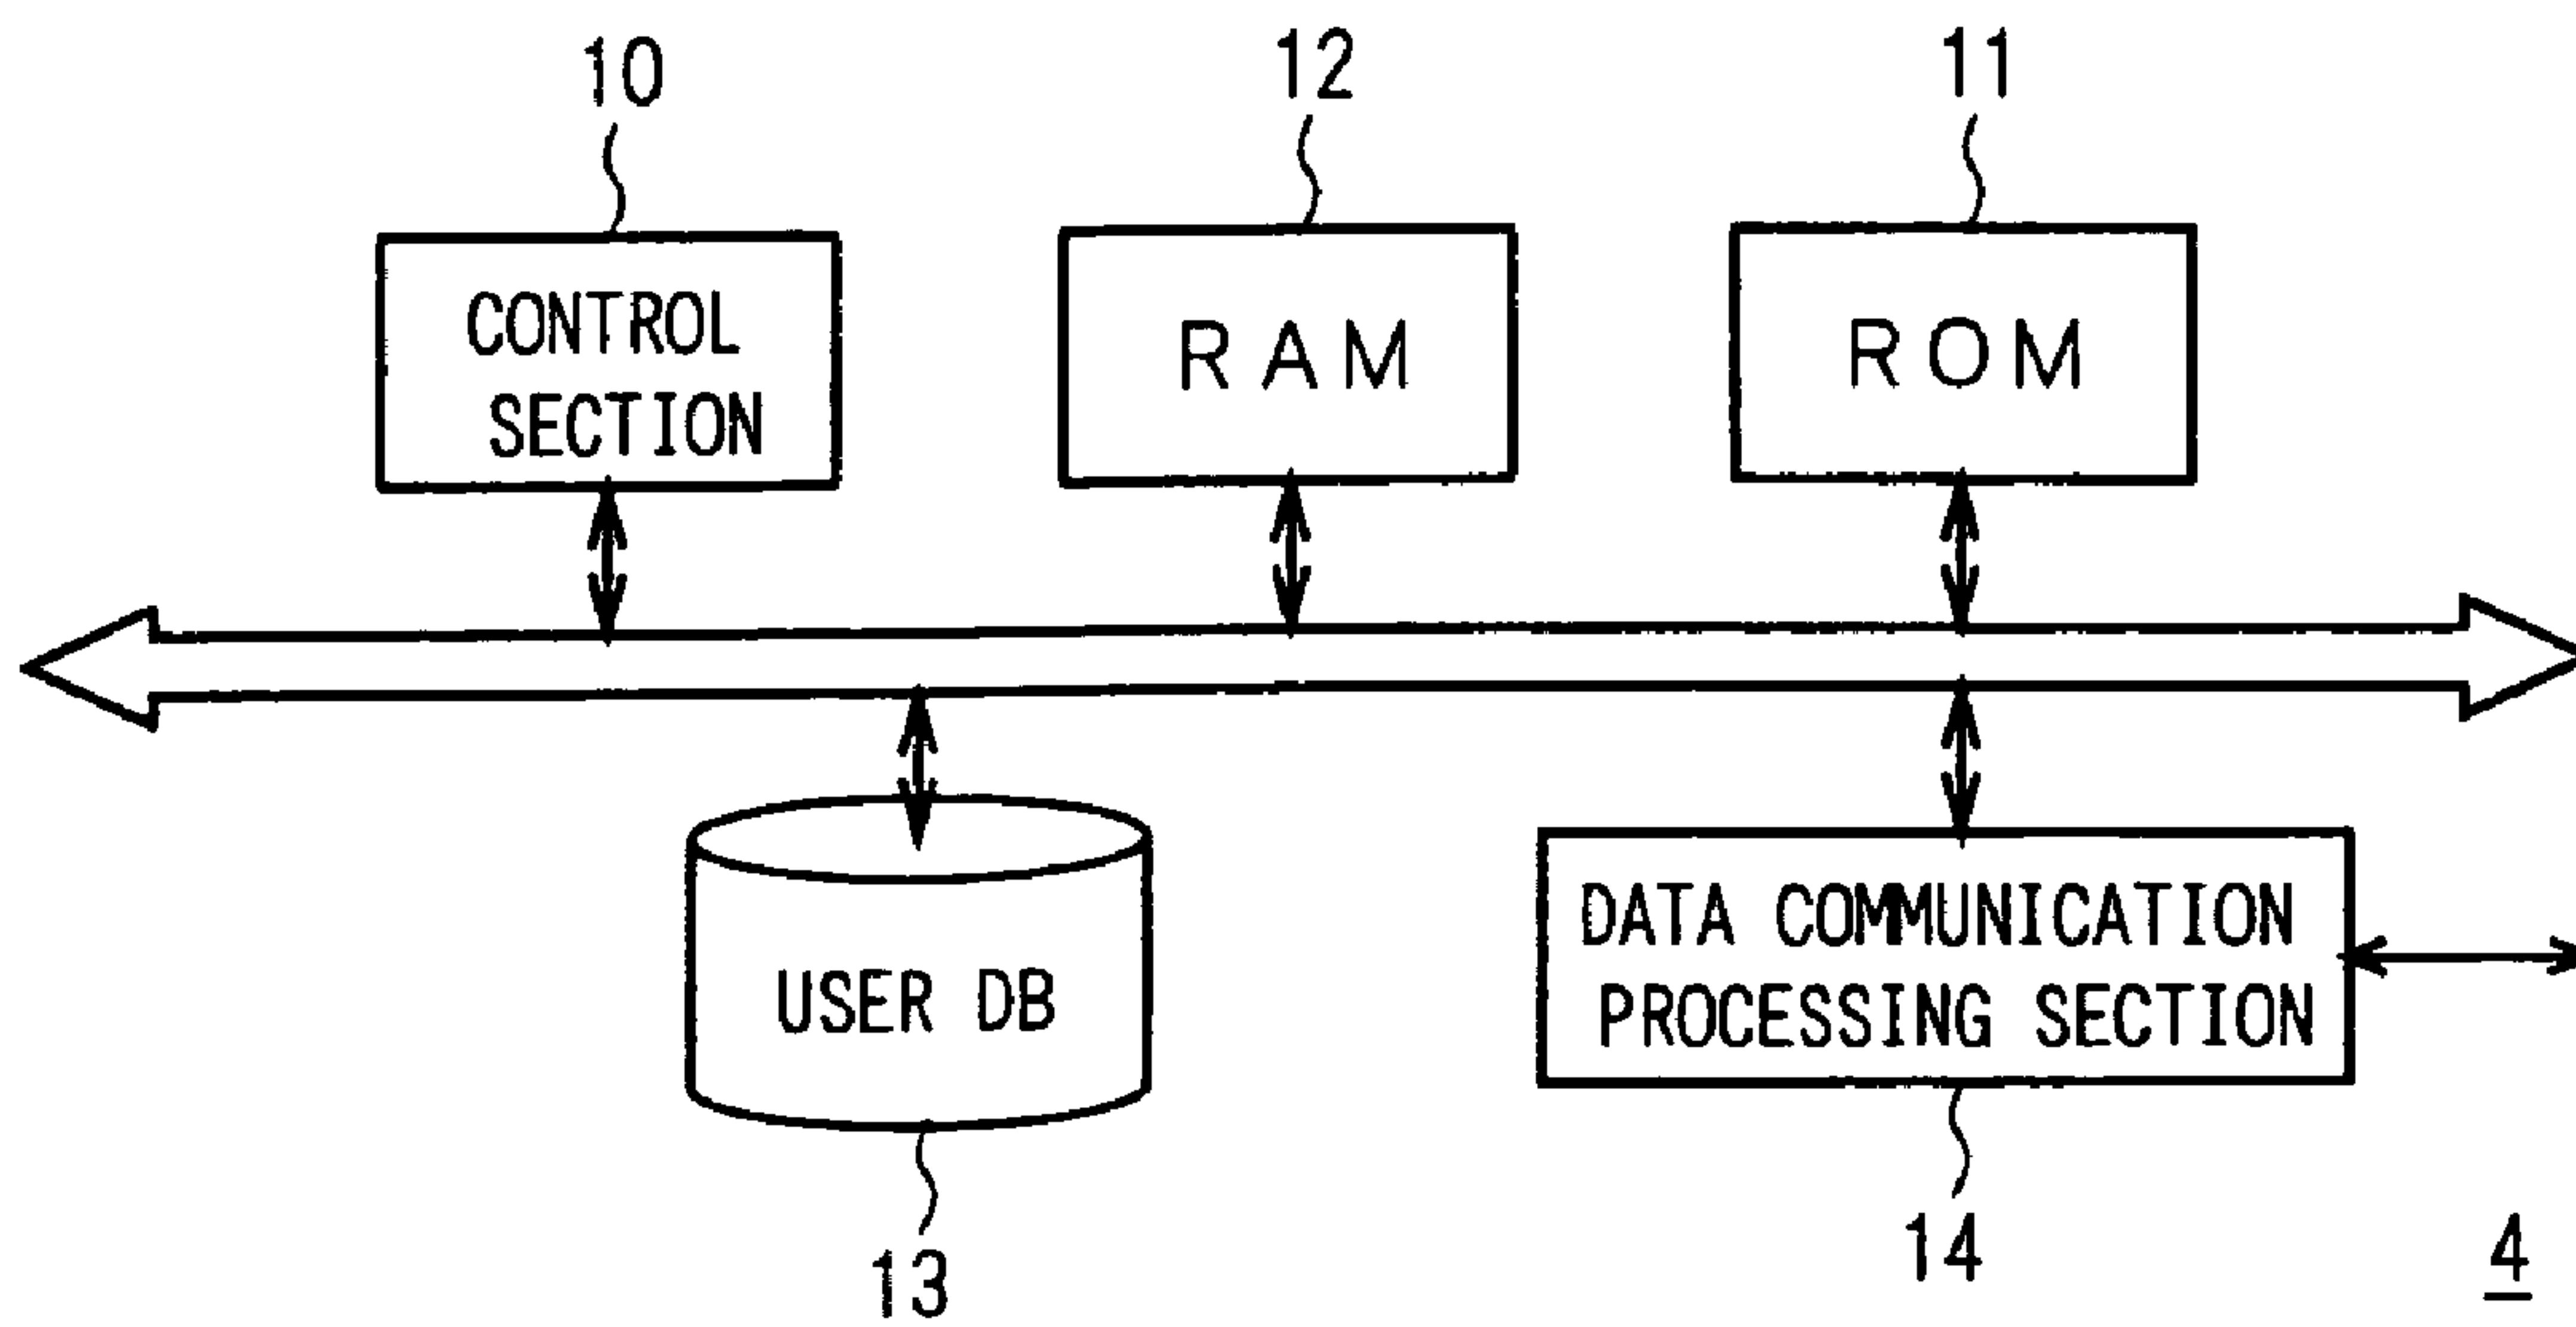 10
12
11
CONTROL
SECTION
RAM
ROM
USER DB
DATA COMMUNICATION
PROCESSING SECTION
13
14
4